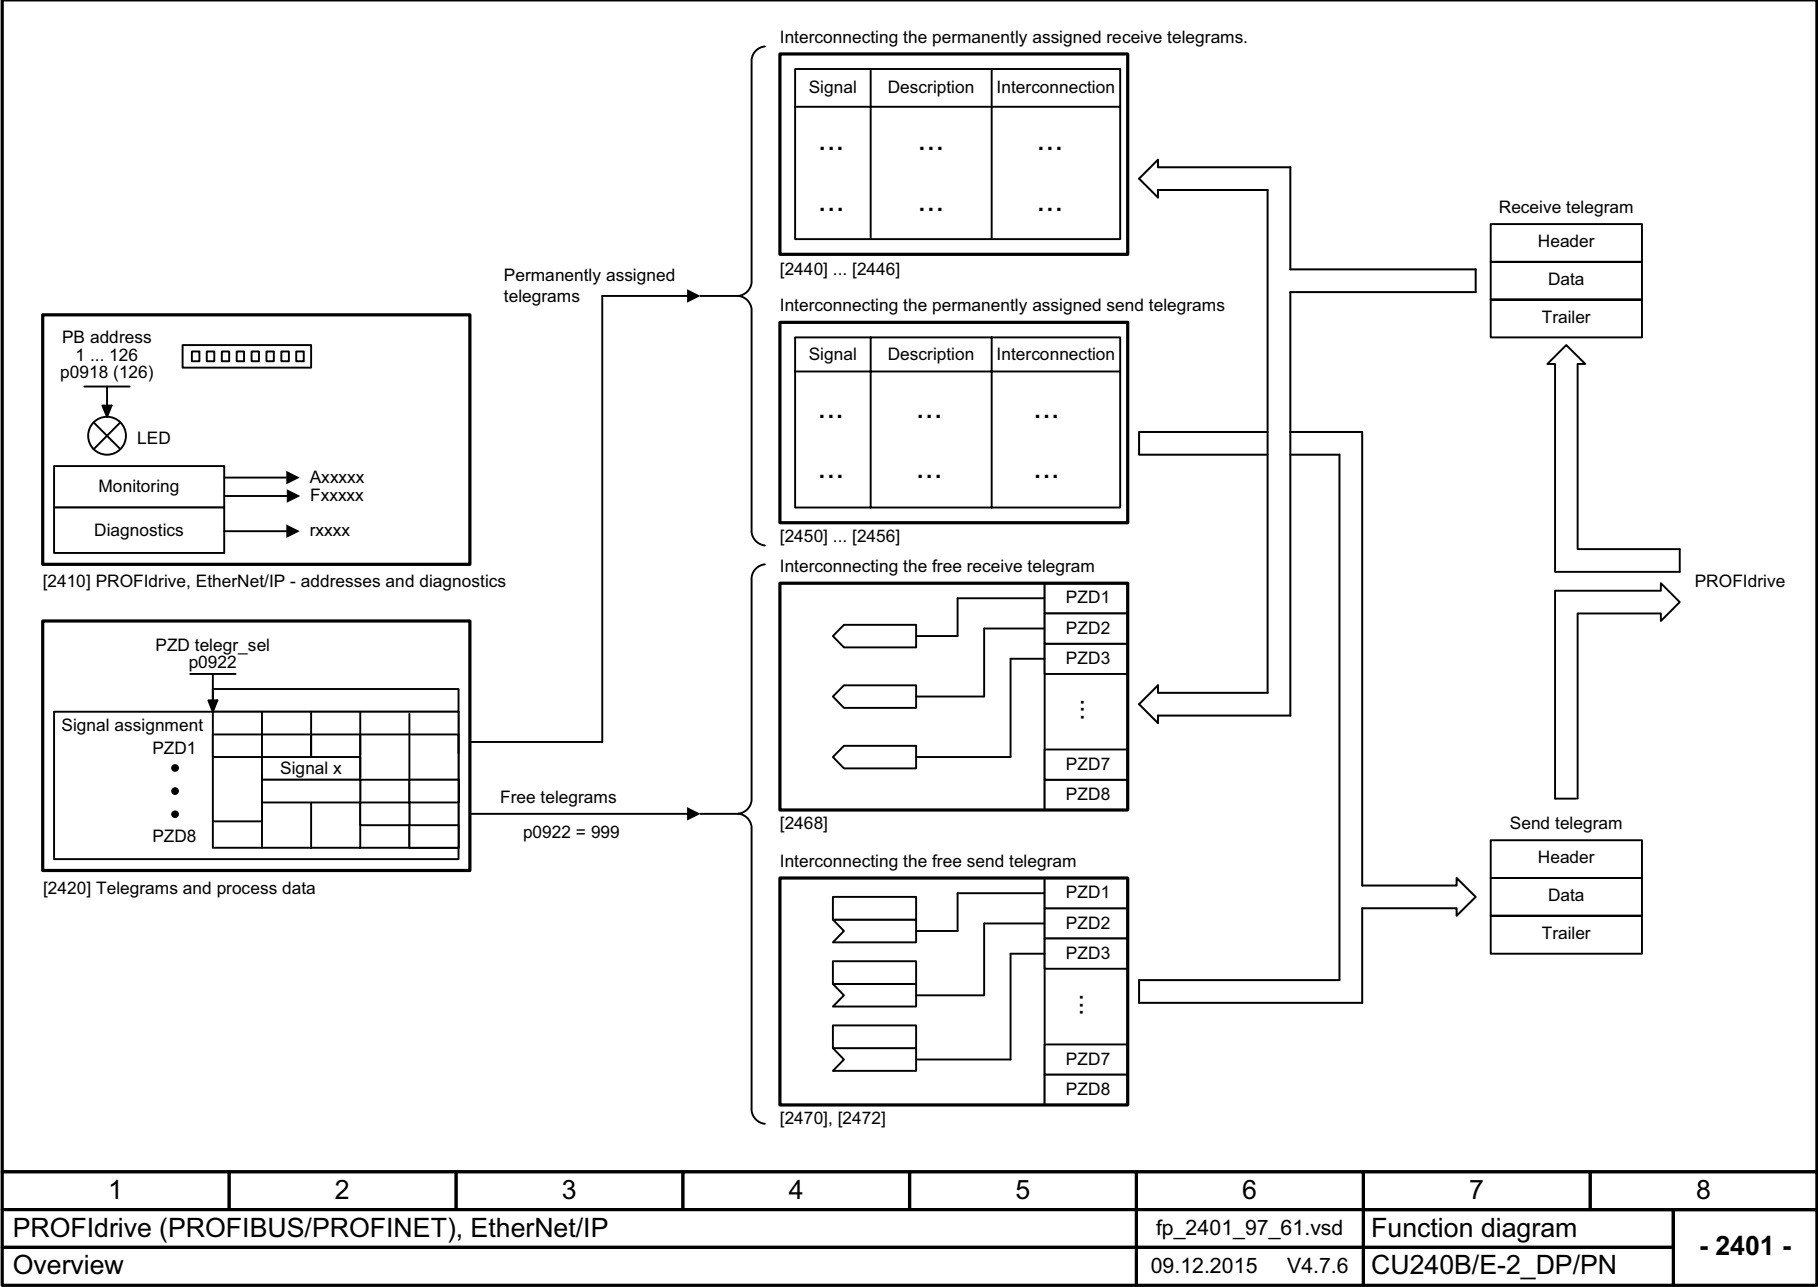 Interconnecting the permanently assigned receive telegrams.
Signal Description Interconnection
... ... ...
... ... ...
[2440] ... [2446]
Permanently assigned
telegrams
Interconnecting the permanently assigned send telegrams
Signal Description Interconnection
... ... ...
... ... ...
[2450] ... [2456]
PB address
1 ... 126
p0918 (126)
LED
Monitoring
Axxxxx
Fxxxxx
Diagnostics
rxxxx
[2410] PROFIdrive, EtherNet/IP - addresses and diagnostics
PZD telegr_sel
p0922
Signal assignment
PZD1
Signal x
PZD8
[2420] Telegrams and process data
Free telegrams
p0922 = 999
Interconnecting the free receive telegram
PZD1
PZD2
PZD3
...
PZD7
PZD8
[2468]
Interconnecting the free send telegram
PZD1
PZD2
PZD3
...
PZD7
PZD8
[2470], [2472]
Receive telegram
Header
Data
Trailer
PROFIdrive
Send telegram
Header
Data
Trailer
1 2 3 4 5 6 7 8
PROFIdrive (PROFIBUS/PROFINET), EtherNet/IP
fp_2401_97_61.vsd
Function diagram
- 2401 -
Overview
09.12.2015 V4.7.6
CU240B/E-2_DP/PN